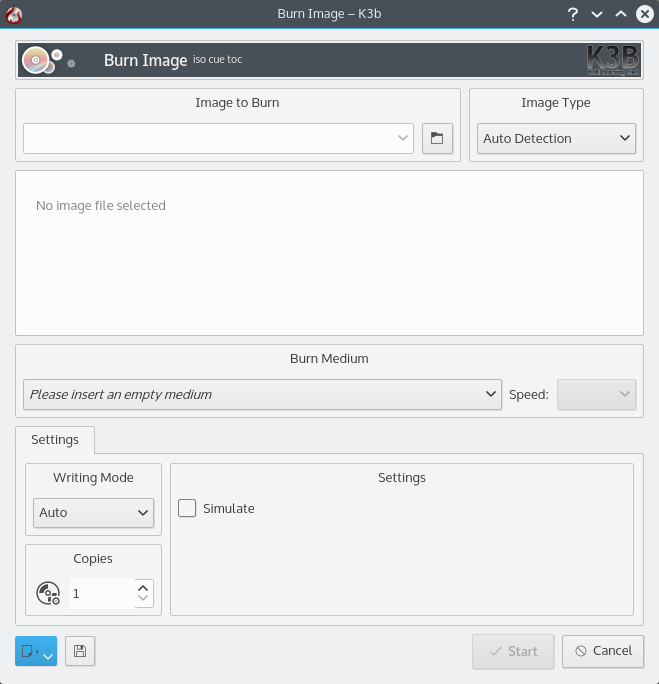 Burn Image – K3b
Burn Image iso cue toc
K3B
Image to Burn
Image Type
Auto Detection
No image file selected
Burn Medium
Please insert an empty medium
Speed:
Settings
Writing Mode
Settings
Auto
Simulate
Copies
1
Start
Cancel